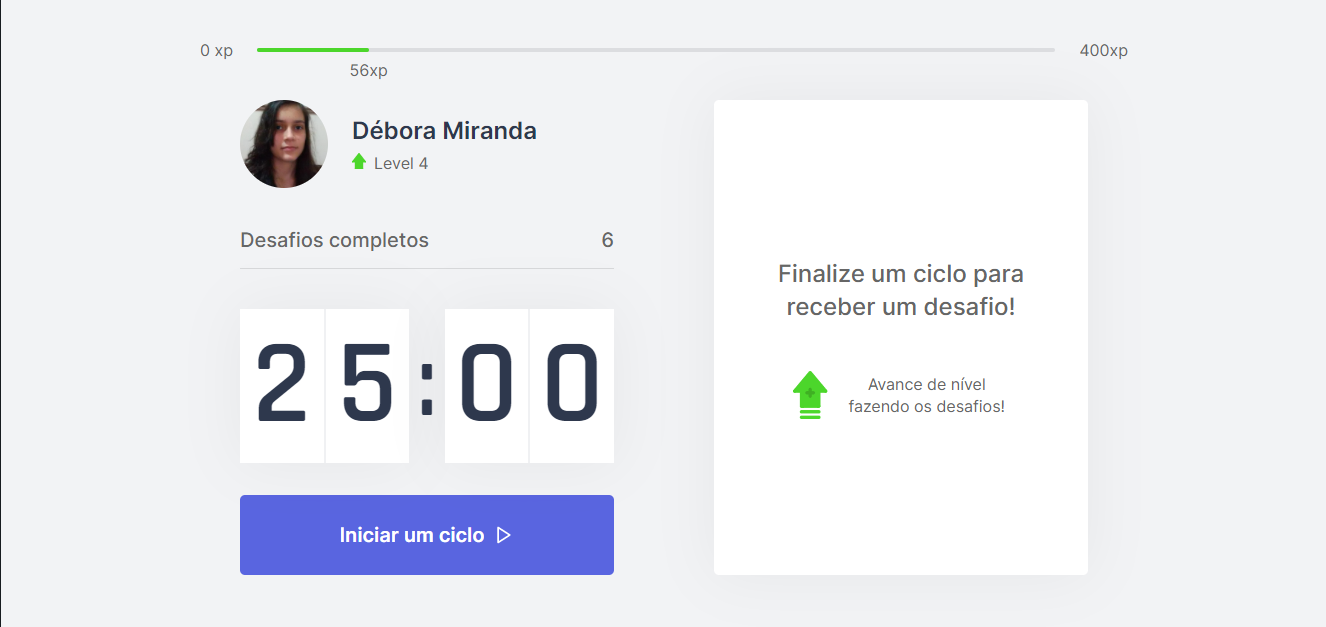 0 xp
400xp
56xp
Débora Miranda
Level 4
Desafios completos
6
25:00
Iniciar um ciclo
Finalize um ciclo para
receber um desafio!
Avance de nível
fazendo os desafios!